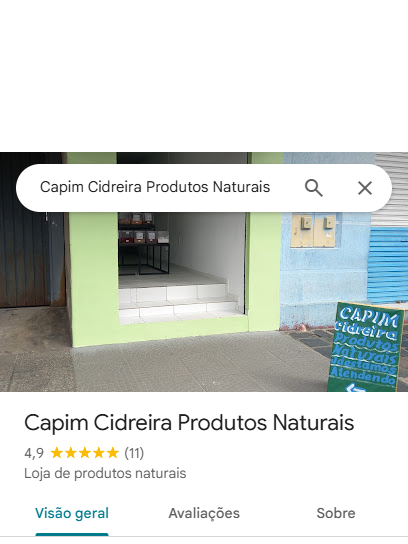 Capim Cidreira Produtos Naturais
CAPIM
Cidreira
Produtos
Naturais
Atendendo
Capim Cidreira Produtos Naturais
4,9 (11)
Loja de produtos naturais
Visão geral Avaliações Sobre